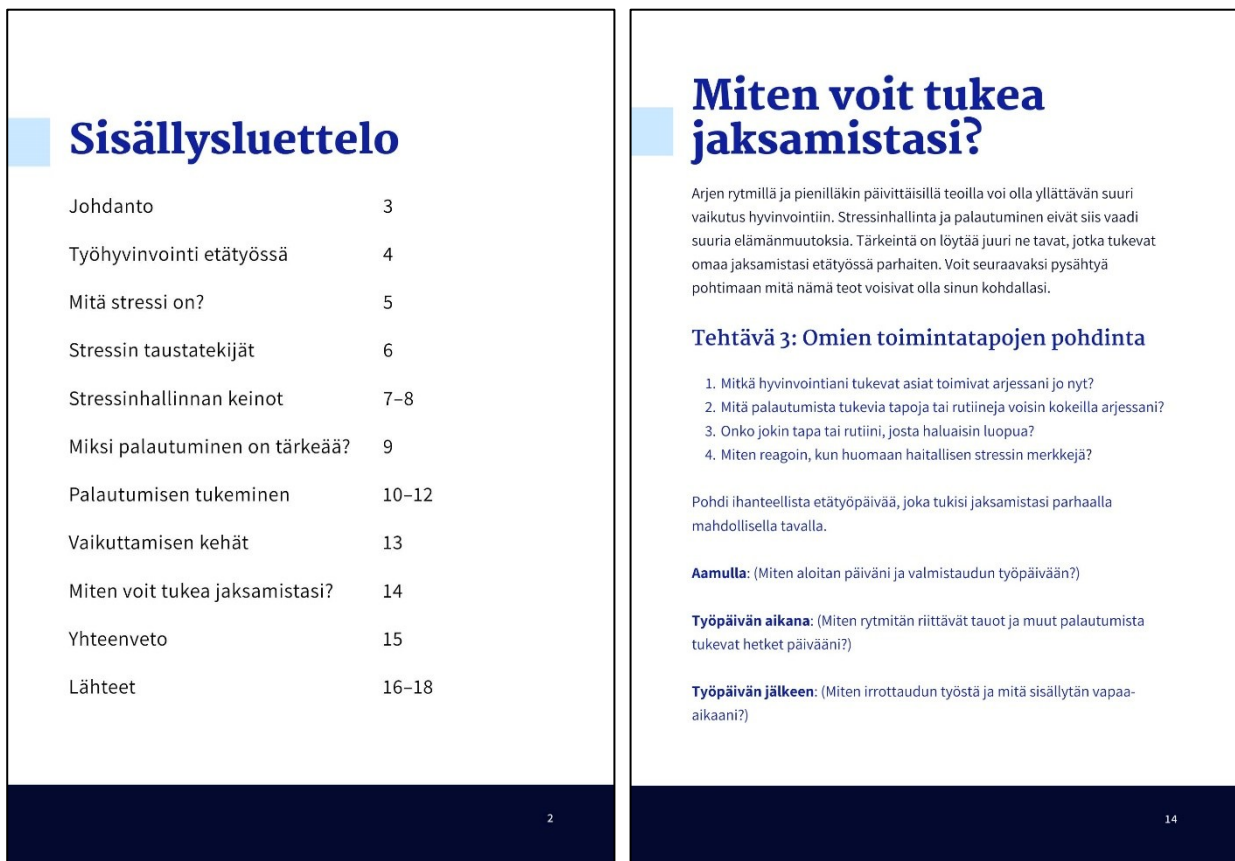 Sisällysluettelo
Johdanto 3
Työhyvinvointi etätyössä 4
Mitä stressi on? 5
Stressin taustatekijät 6
Stressinhallinnan keinot 7–8
Miksi palautuminen on tärkeää? 9
Palautumisen tukeminen 10–12
Vaikuttamisen kehät 13
Miten voit tukea jaksamistasi? 14
Yhteenveto 15
Lähteet 16–18
2
Miten voit tukea
jaksamistasi?
Arjen rytmillä ja pienilläkin päivittäisillä teoilla voi olla yllättävän suuri
vaikutus hyvinvointiin. Stressinhallinta ja palautuminen eivät siis vaadi
suuria elämänmuutoksia. Tärkeintä on löytää juuri ne tavat, jotka tukevat
omaa jaksamistasi etätyössä parhaiten. Voit seuraavaksi pysähtyä
pohtimaan mitä nämä teot voisivat olla sinun kohdallasi.
Tehtävä 3: Omien toimintatapojen pohdinta
1. Mitkä hyvinvointiani tukevat asiat toimivat arjessani jo nyt?
2. Mitä palautumista tukevia tapoja tai rutiineja voisin kokeilla arjessani?
3. Onko jokin tapa tai rutiini, josta haluaisin luopua?
4. Miten reagoin, kun huomaan haitallisen stressin merkkejä?
Pohdi ihanteellista etätyöpäivää, joka tukisi jaksamistasi parhaalla
mahdollisella tavalla.
Aamulla: (Miten aloitan päiväni ja valmistaudun työpäivään?)
Työpäivän aikana: (Miten rytmitän riittävät tauot ja muut palautumista
tukevat hetket päivääni?)
Työpäivän jälkeen: (Miten irrottaudun työstä ja mitä sisällytän vapaa-
aikaani?)
14